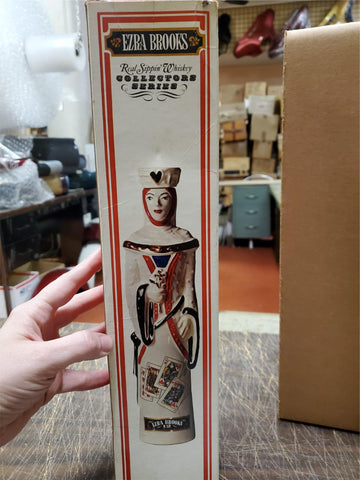 EZRA BROOKS
Real Sippin' Whiskey
COLLECTORS
SERIES
EZRA BROOKS